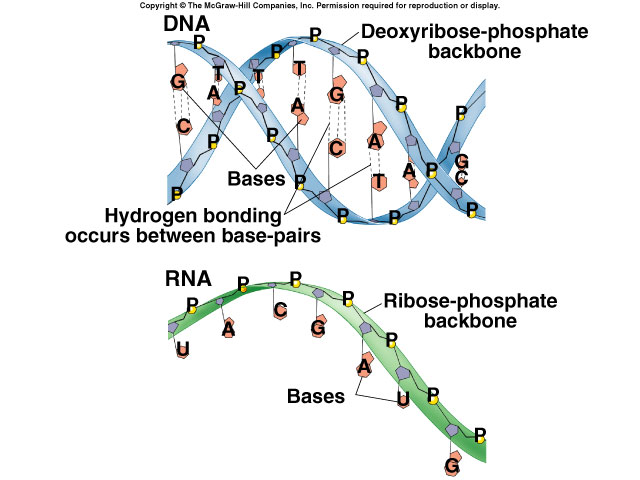 Copyright © The McGraw-Hill Companies, Inc. Permission required for reproduction or display.
DNA
Deoxyribose-phosphate
backbone
P
P
P
P
G
T
A
T
T
P
A
G
P
P
C
P
P
C
A
A
G
C
P
Bases
P
T
P
Hydrogen bonding
occurs between base-pairs
P
P
P
RNA
P
P
P
P
Ribose-phosphate
backbone
U
A
C
G
P
A
Bases
U
P
P
G